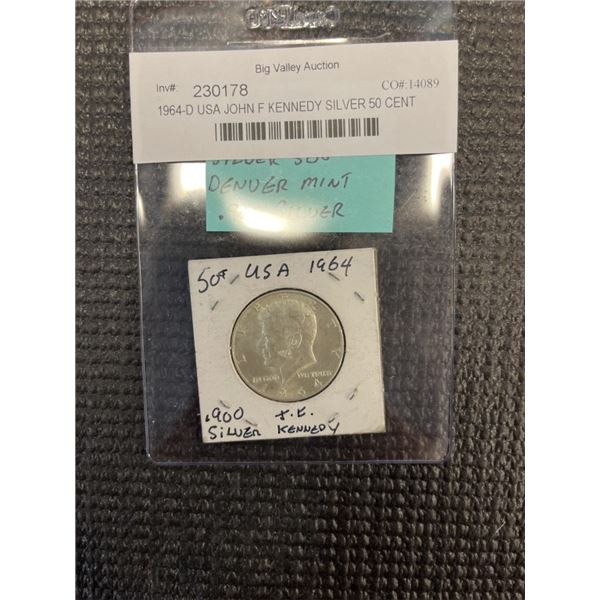 Big Valley Auction
Inv#: 230178 CO#:14089
1964-D USA JOHN F KENNEDY SILVER 50 CENT
DENVER MINT
SILVER
50¢ USA 1964
IN GOD WE TRUST
.900
SILVER KENNEDY